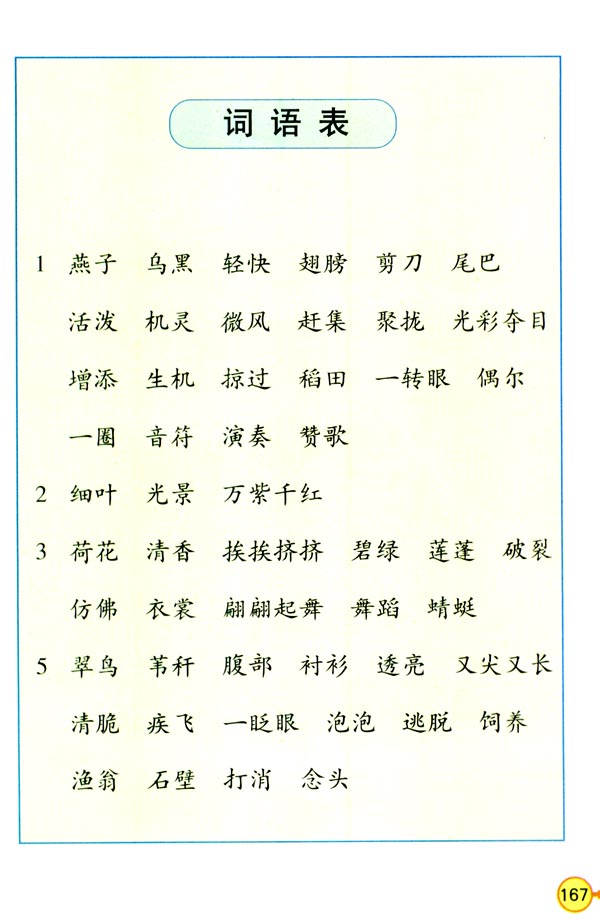 词语表
1 燕子 乌黑 轻快 翅膀 剪刀 尾巴
活泼 机灵 微风 赶集 聚拢 光彩夺目
增添 生机 掠过 稻田 一转眼 偶尔
一圈 音符 演奏 赞歌
2 细叶 光景 万紫千红
3 荷花 清香 挨挨挤挤 碧绿 莲蓬 破裂
仿佛 衣裳 翩翩起舞 舞蹈 蜻蜓
5 翠鸟 苇秆 腹部 衬衫 透亮 又尖又长
清脆 疾飞 一眨眼 泡泡 逃脱 饲养
渔翁 石壁 打消 念头
167